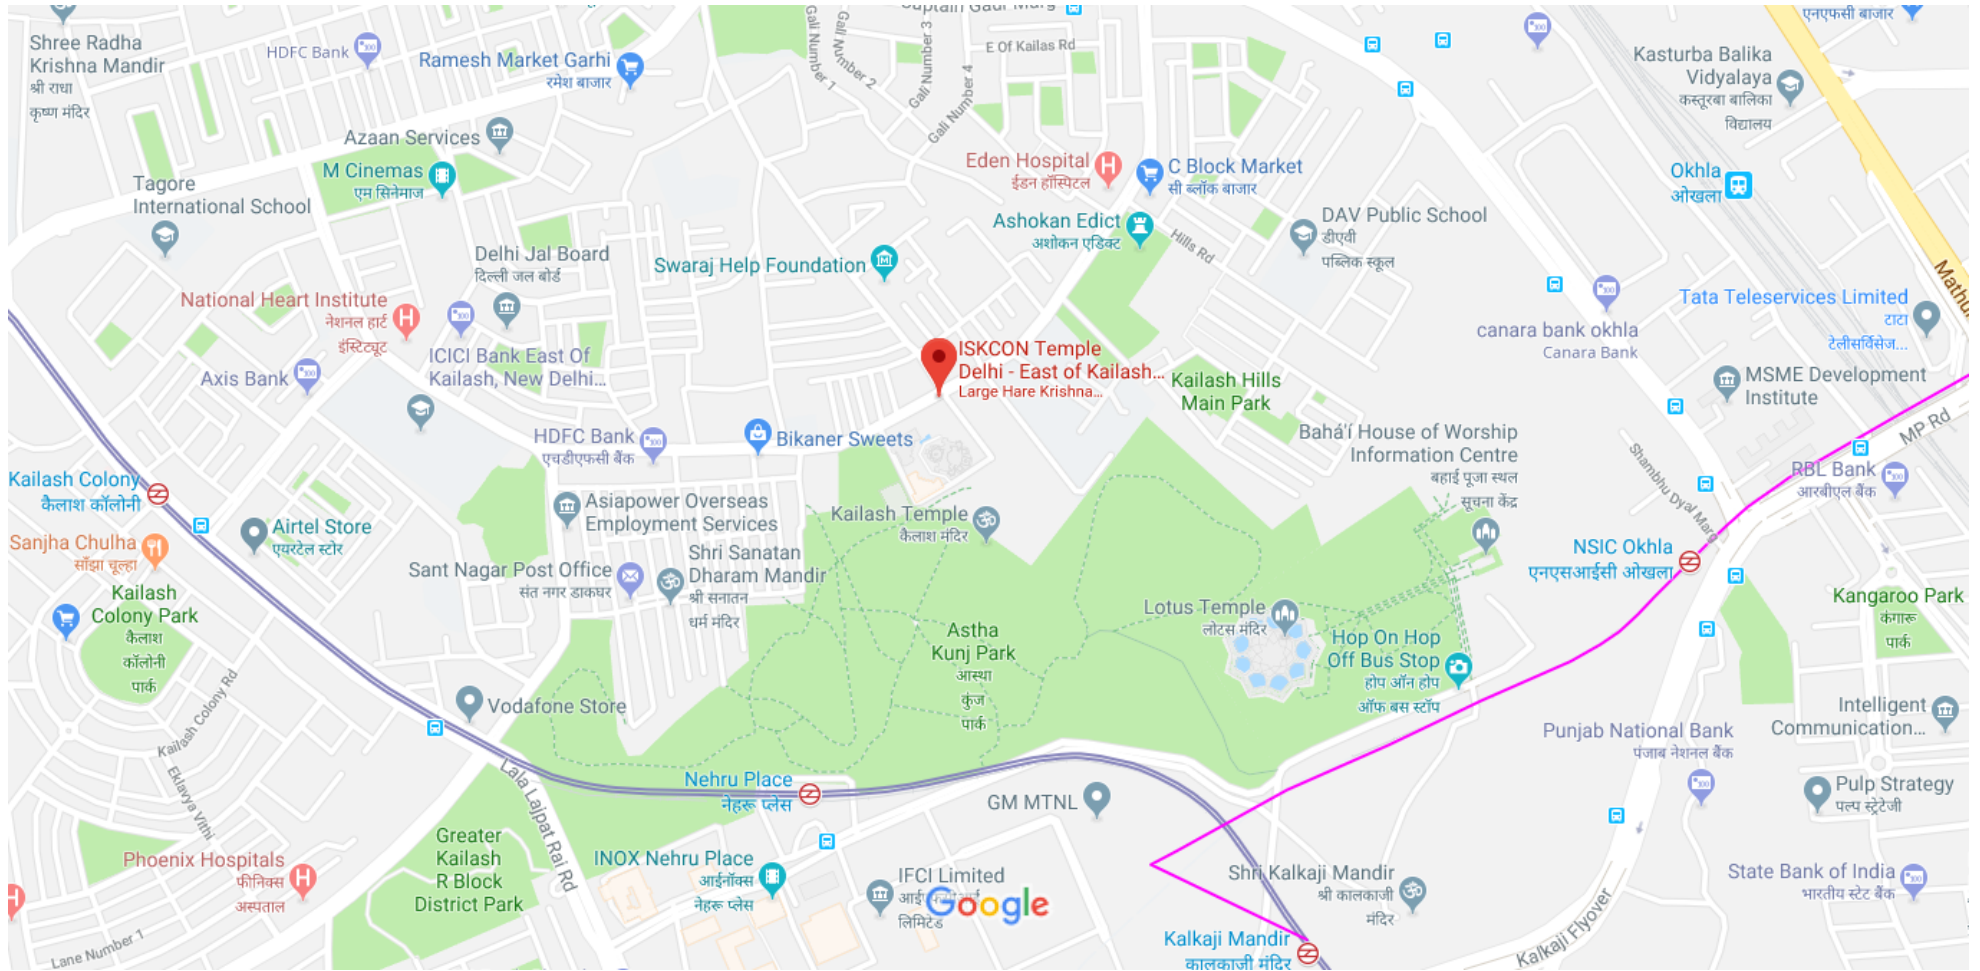 Captain Gaur Marg
एनएफसी बाजार
Shree Radha
Krishna Mandir
श्री राधा
कृष्ण मंदिर
HDFC Bank
Ramesh Market Garhi
रमेश बाजार
Gali Number 1
Gali Number 2
Gali Number 3
Gali Number 4
E Of Kailas Rd
Kasturba Balika
Vidyalaya
कस्तूरबा बालिका
विद्यालय
Azaan Services
M Cinemas
एम सिनेमाज
Eden Hospital
ईडन हॉस्पिटल
C Block Market
सी ब्लॉक बाजार
Okhla
ओखला
Tagore
International School
Ashokan Edict
अशोकन एडिक्ट
Hills Rd
DAV Public School
डीएवी
पब्लिक स्कूल
Delhi Jal Board
दिल्ली जल बोर्ड
Swaraj Help Foundation
National Heart Institute
नेशनल हार्ट
इंस्टिट्यूट
Tata Teleservices Limited
टाटा
टेलीसर्विसेज...
canara bank okhla
Canara Bank
ICICI Bank East Of
Kailash, New Delhi...
Axis Bank
ISKCON Temple
Delhi - East of Kailash...
Large Hare Krishna...
Kailash Hills
Main Park
MSME Development
Institute
MP Rd
HDFC Bank
एचडीएफसी बैंक
Bikaner Sweets
Bahá'í House of Worship
Information Centre
बहाई पूजा स्थल
सूचना केंद्र
Shambhu Dyal Marg
RBL Bank
आरबीएल बैंक
Kailash Colony
कैलाश कॉलोनी
Airtel Store
एयरटेल स्टोर
Asiapower Overseas
Employment Services
Kailash Temple
कैलाश मंदिर
Sanjha Chulha
साँझा चूल्हा
NSIC Okhla
एनएसआईसी ओखला
Sant Nagar Post Office
संत नगर डाकघर
Shri Sanatan
Dharam Mandir
श्री सनातन
धर्म मंदिर
Kailash
Colony Park
कैलाश
कॉलोनी
पार्क
Lotus Temple
लोटस मंदिर
Kangaroo Park
कंगारू
पार्क
Astha
Kunj Park
आस्था
कुंज
पार्क
Hop On Hop
Off Bus Stop
होप ऑन होप
ऑफ बस स्टॉप
Kailash Colony Rd
Vodafone Store
Intelligent
Communication...
Punjab National Bank
पंजाब नेशनल बैंक
Eklavya Vithi
Lala Lajpat Rai Rd
Nehru Place
नेहरू प्लेस
GM MTNL
Pulp Strategy
पल्प स्ट्रेटेजी
Greater
Kailash
R Block
District Park
Phoenix Hospitals
फीनिक्स
अस्पताल
INOX Nehru Place
आईनॉक्स
नेहरू प्लेस
IFCI Limited
लिमिटेड
Google
Shri Kalkaji Mandir
श्री कालकाजी
मंदिर
State Bank of India
भारतीय स्टेट बैंक
Lane Number 1
Kalkaji Mandir
कालकाजी मंदिर
Kalkaji Flyover